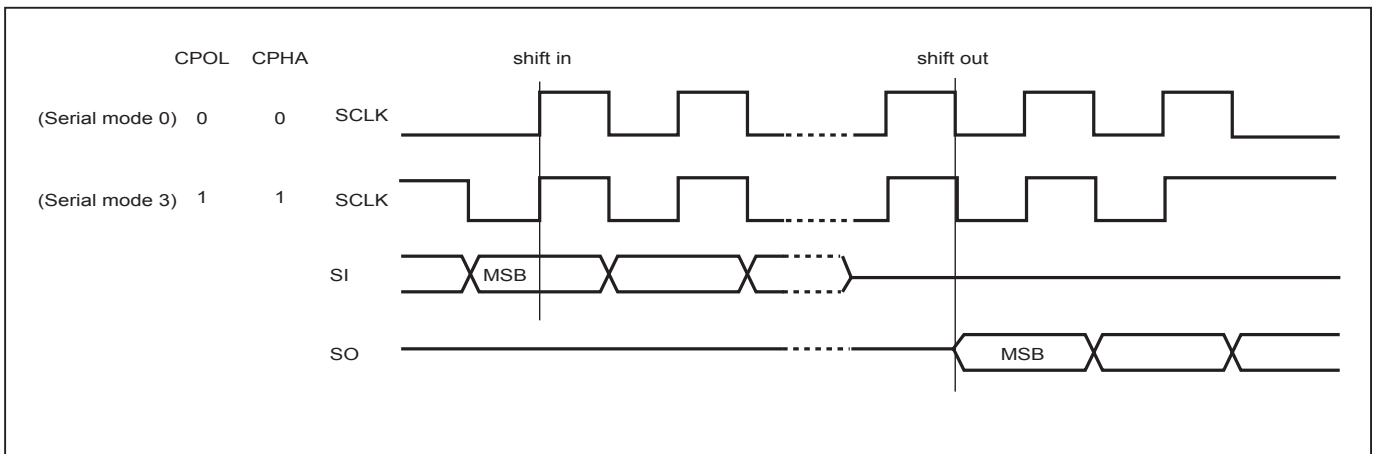 CPOL CPHA shift in shift out
(Serial mode 0) 0 0 SCLK
(Serial mode 3) 1 1 SCLK
SI MSB
SO MSB